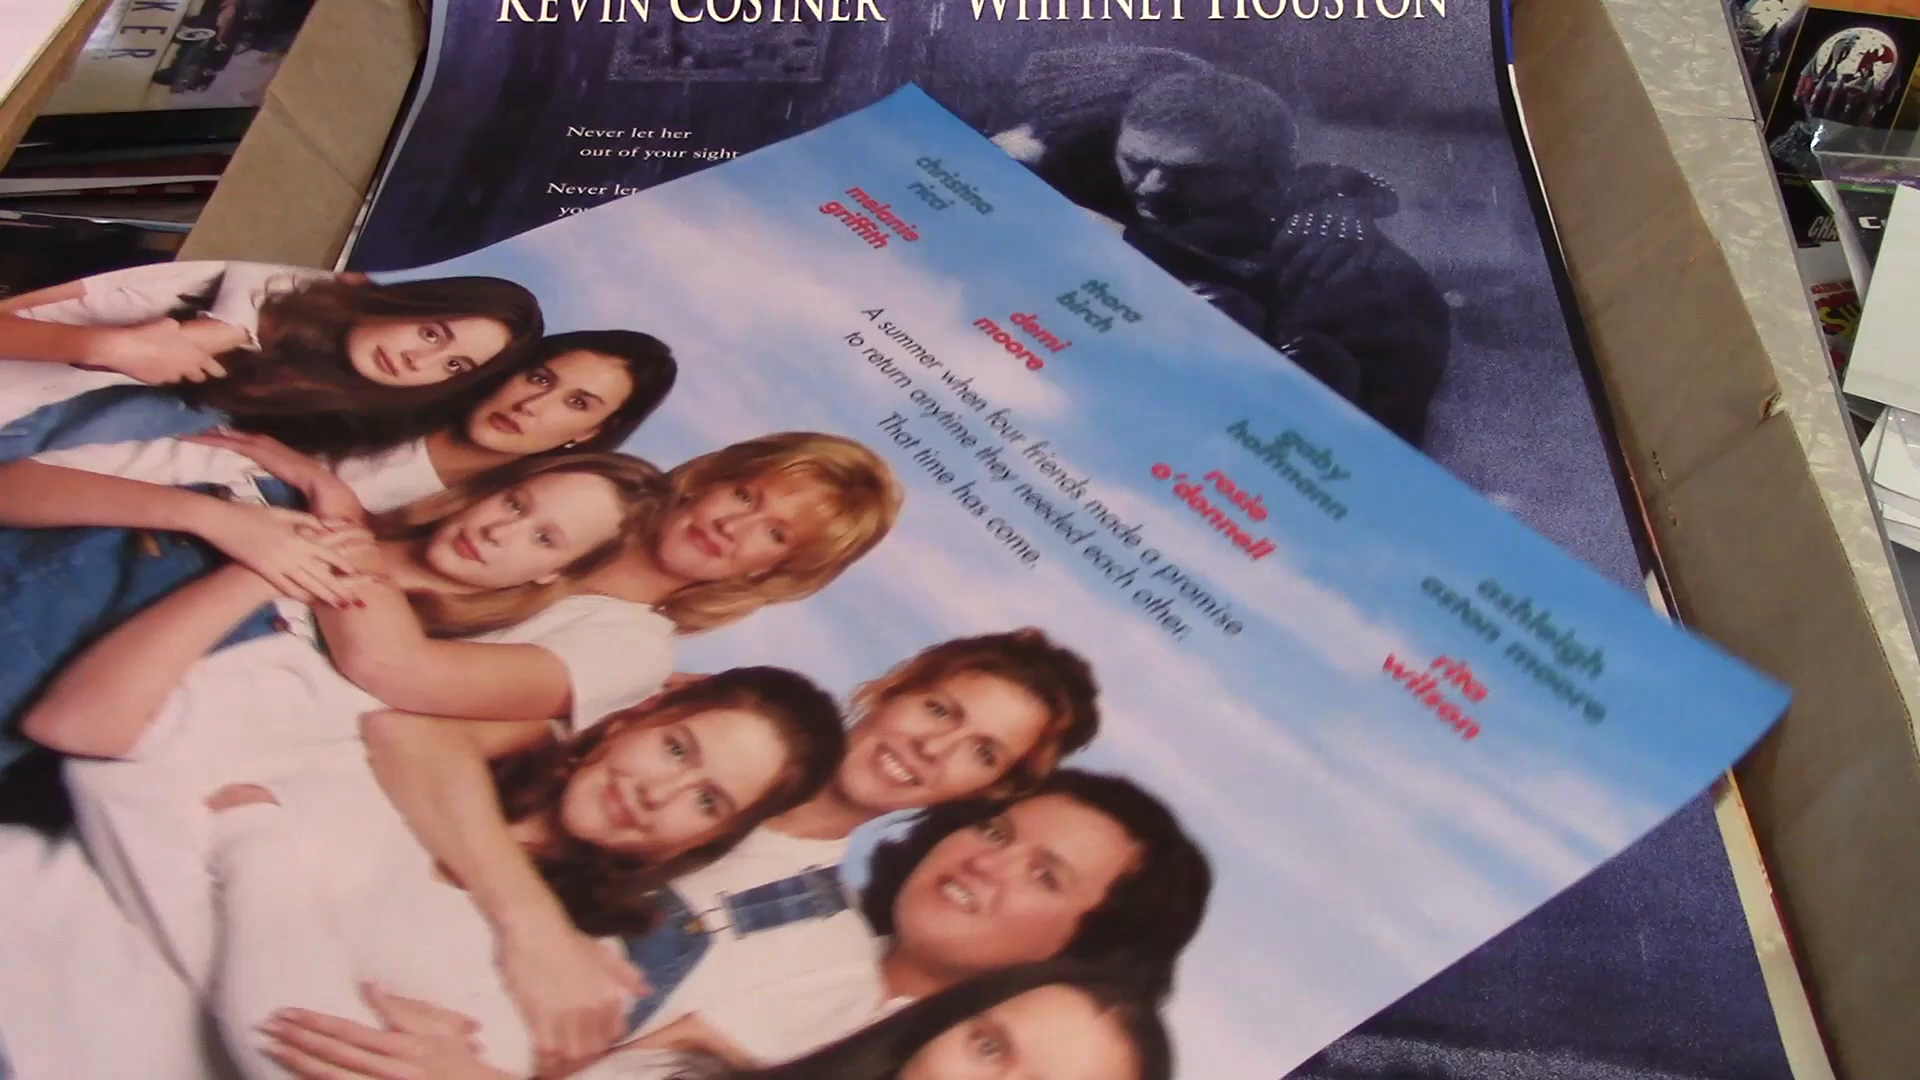 KEVIN COSTNER WHITNEY HOUSTON
Never let her
out of your sight
Never let
christina
ricci
melanie
griffith
thora
birch
demi
moore
gaby
hoffmann
rosie
o'donnell
ashleigh
aston moore
rita
wilson
A summer when four friends made a promise
to return anytime they needed each other.
That time has come.
KER